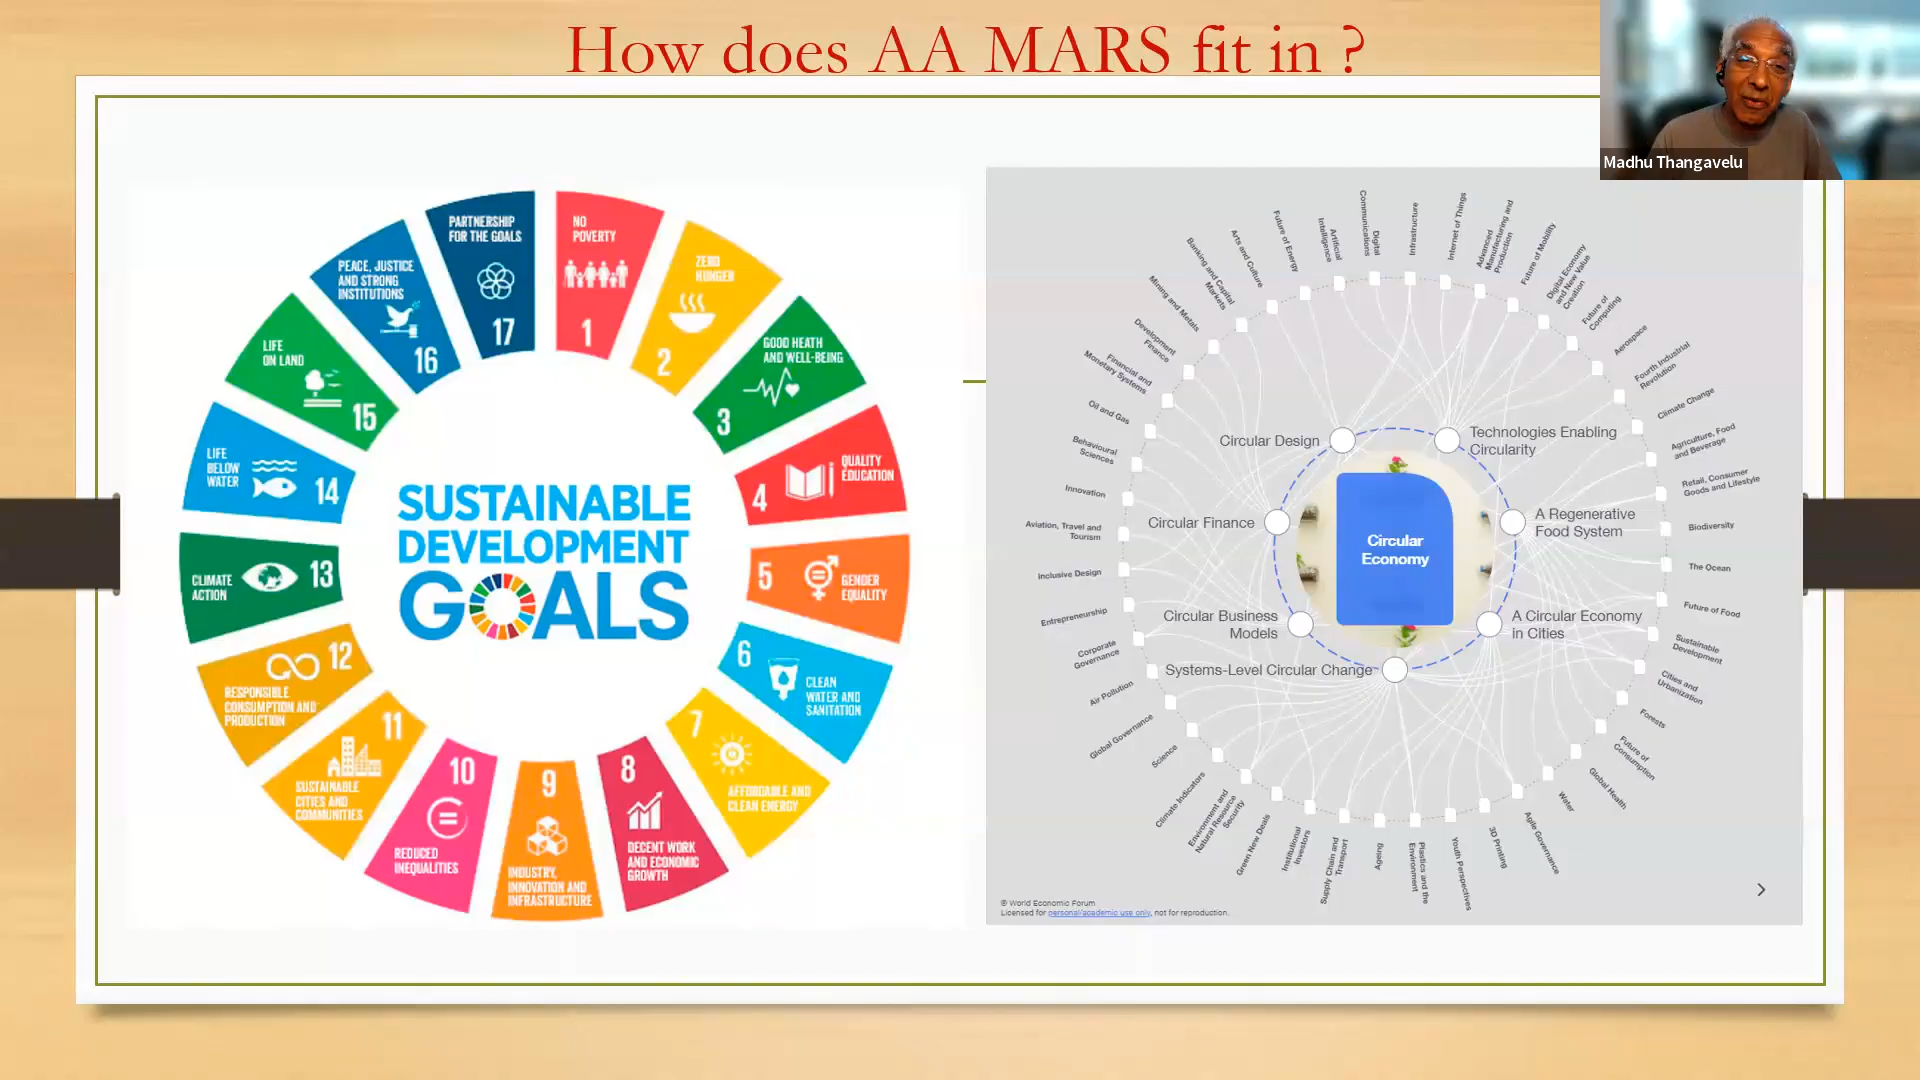 How does AA MARS fit in ?
Madhu Thangavelu
NO
POVERTY
1
ZERO
HUNGER
2
GOOD HEATH
AND WELL-BEING
3
QUALITY
EDUCATION
4
GENDER
EQUALITY
5
CLEAN
WATER AND
SANITATION
6
AFFORDABLE AND
CLEAN ENERGY
7
DECENT WORK
AND ECONOMIC
GROWTH
8
INDUSTRY,
INNOVATION AND
INFRASTRUCTURE
9
REDUCED
INEQUALITIES
10
SUSTAINABLE
CITIES AND
COMMUNITIES
11
RESPONSIBLE
CONSUMPTION AND
PRODUCTION
12
CLIMATE
ACTION
13
LIFE
BELOW
WATER
14
LIFE
ON LAND
15
PEACE, JUSTICE
AND STRONG
INSTITUTIONS
16
PARTNERSHIP
FOR THE GOALS
17
SUSTAINABLE
DEVELOPMENT
GOALS
Circular
Economy
Circular Design
Technologies Enabling
Circularity
A Regenerative
Food System
A Circular Economy
in Cities
Systems-Level Circular Change
Circular Business
Models
Circular Finance
Infrastructure
Internet of Things
Advanced
Manufacturing and
Production
Future of Mobility
Digital Economy
and New Value
Creation
Future of
Computing
Aerospace
Fourth Industrial
Revolution
Climate Change
Agriculture, Food
and Beverage
Retail, Consumer
Goods and Lifestyle
Biodiversity
The Ocean
Future of Food
Sustainable
Development
Cities and
Urbanization
Forests
Future of
Consumption
Global Health
Water
Agile Governance
3D Printing
Youth Perspectives
Plastics and the
Environment
Ageing
Supply Chain and
Transport
Institutional
Investors
Green New Deals
Environment and
Natural Resource
Security
Climate Indicators
Science
Global Governance
Air Pollution
Corporate
Governance
Entrepreneurship
Inclusive Design
Aviation, Travel and
Tourism
Innovation
Behavioural
Sciences
Oil and Gas
Financial and
Monetary Systems
Development
Finance
Mining and Metals
Banking and Capital
Markets
Arts and Culture
Future of Energy
Artificial
Intelligence
Digital
Communications
© World Economic Forum
Licensed for personal/academic use only, not for reproduction.